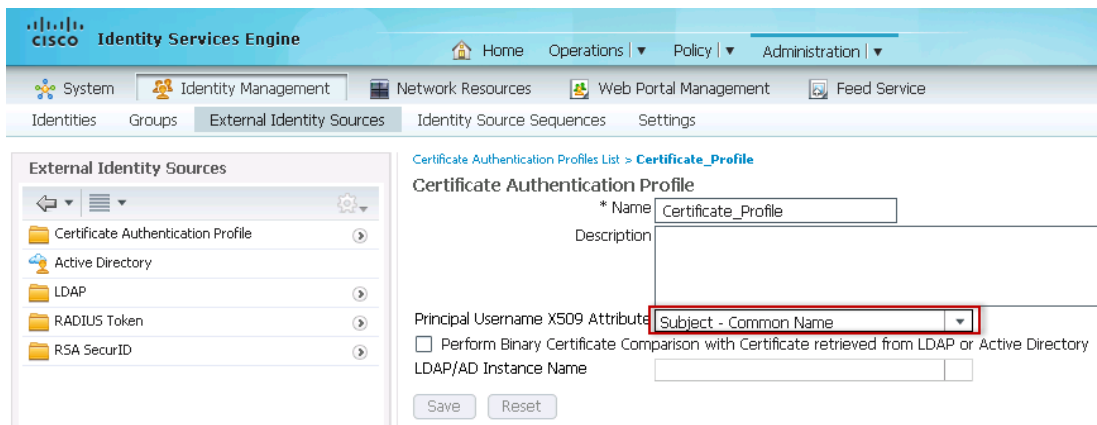 CISCO Identity Services Engine
Home Operations | ▼ Policy | ▼ Administration | ▼
System Identity Management Network Resources Web Portal Management Feed Service
Identities Groups External Identity Sources Identity Source Sequences Settings
External Identity Sources
Certificate Authentication Profile
Active Directory
LDAP
RADIUS Token
RSA SecurID
Certificate Authentication Profiles List > Certificate_Profile
Certificate Authentication Profile
* Name Certificate_Profile
Description
Principal Username X509 Attribute Subject - Common Name
Perform Binary Certificate Comparison with Certificate retrieved from LDAP or Active Directory
LDAP/AD Instance Name
Save Reset